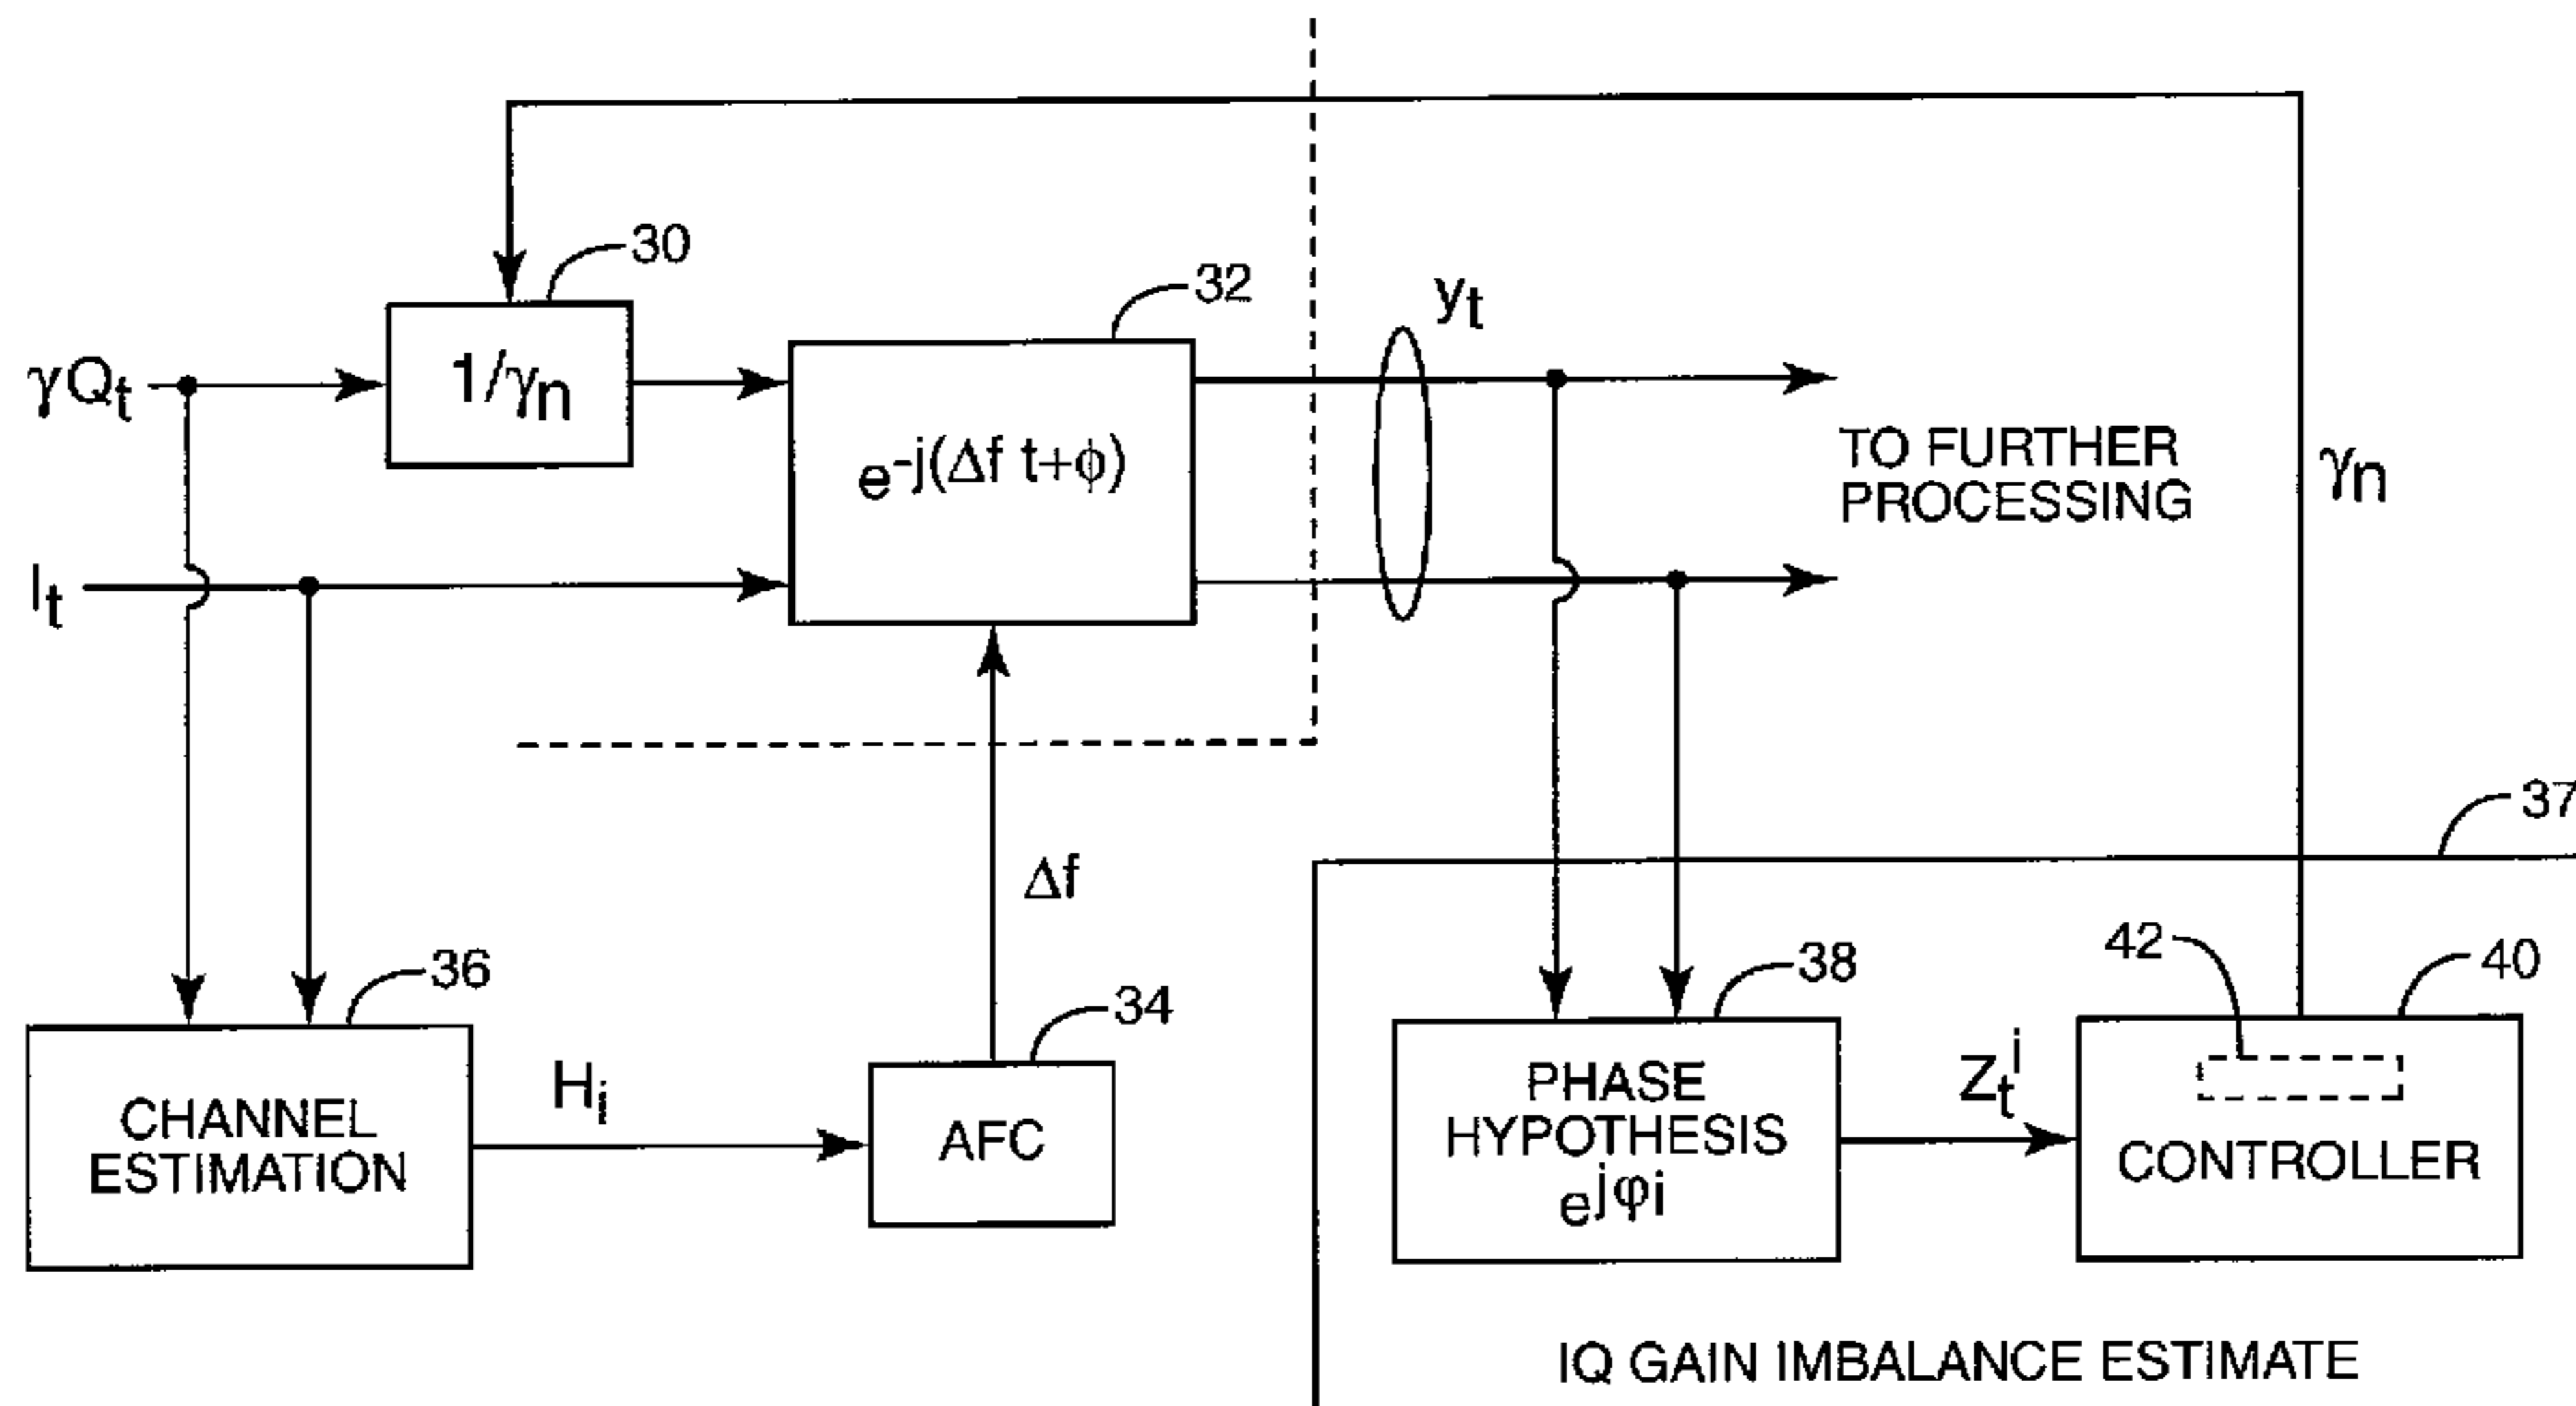 30
32
yt
γQt
1/γn
e-j(Δf t+ϕ)
TO FURTHER
PROCESSING
γn
It
37
Δf
36
34
38
42
40
CHANNEL
ESTIMATION
Hi
AFC
PHASE
HYPOTHESIS
ejφi
Zti
CONTROLLER
IQ GAIN IMBALANCE ESTIMATE